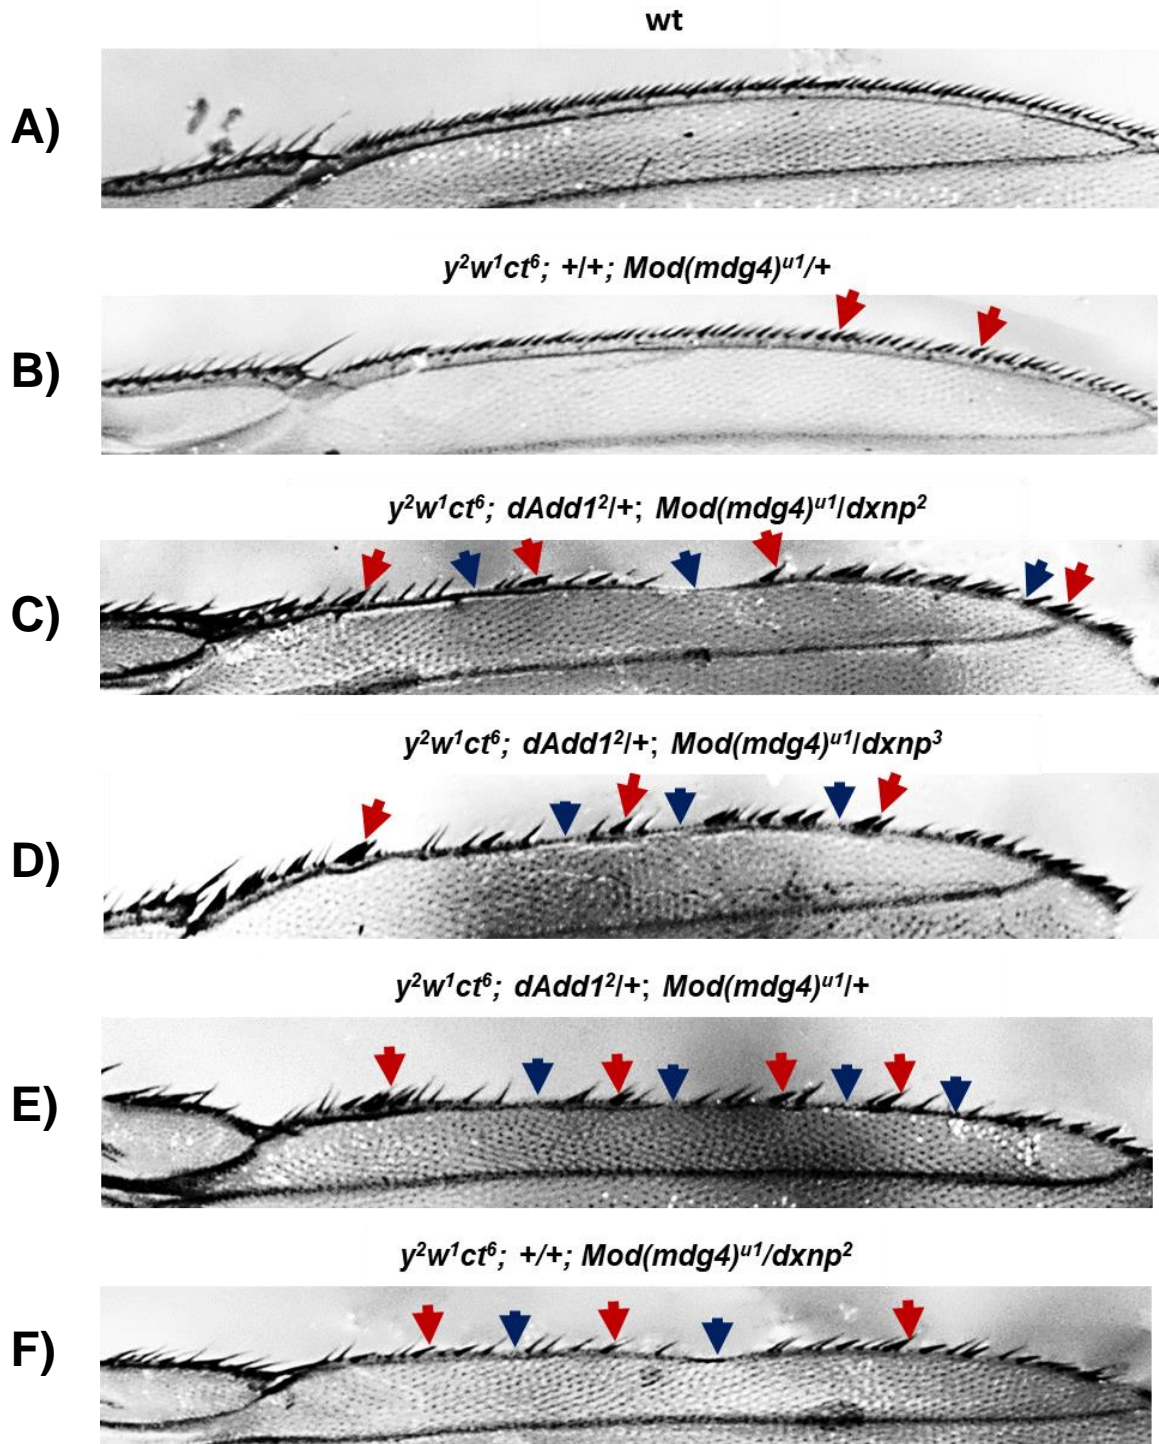 wt
A)
y²w¹ct⁶; +/+; Mod(mdg4)ᵘ¹/+
B)
y²w¹ct⁶; dAdd1²/+; Mod(mdg4)ᵘ¹/dxnp²
C)
y²w¹ct⁶; dAdd1²/+; Mod(mdg4)ᵘ¹/dxnp³
D)
y²w¹ct⁶; dAdd1²/+; Mod(mdg4)ᵘ¹/+
E)
y²w¹ct⁶; +/+; Mod(mdg4)ᵘ¹/dxnp²
F)